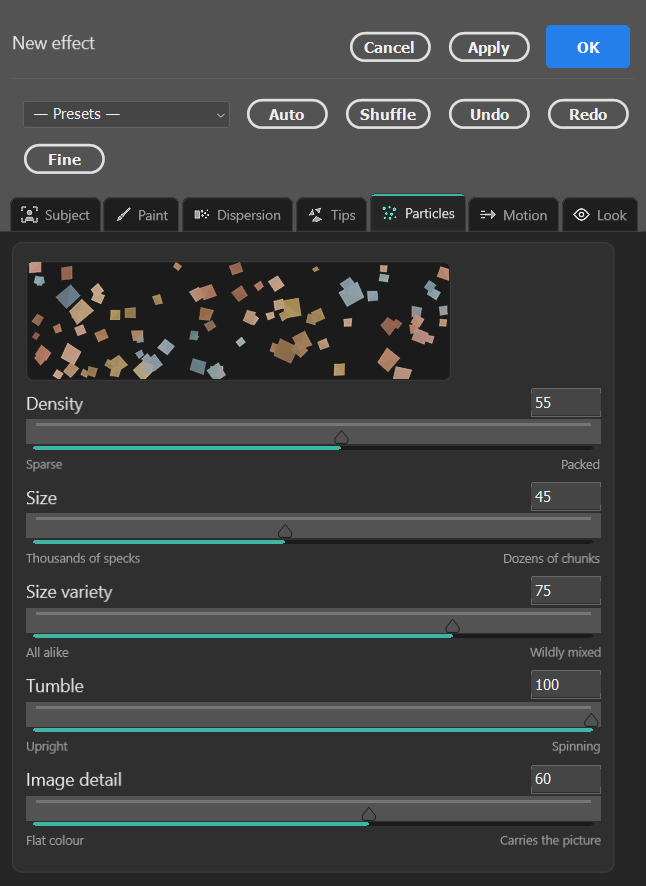 New effect
Cancel
Apply
OK
— Presets —
Auto
Shuffle
Undo
Redo
Fine
Subject
Paint
Dispersion
Tips
Particles
Motion
Look
Density
55
Sparse
Packed
Size
45
Thousands of specks
Dozens of chunks
Size variety
75
All alike
Wildly mixed
Tumble
100
Upright
Spinning
Image detail
60
Flat colour
Carries the picture